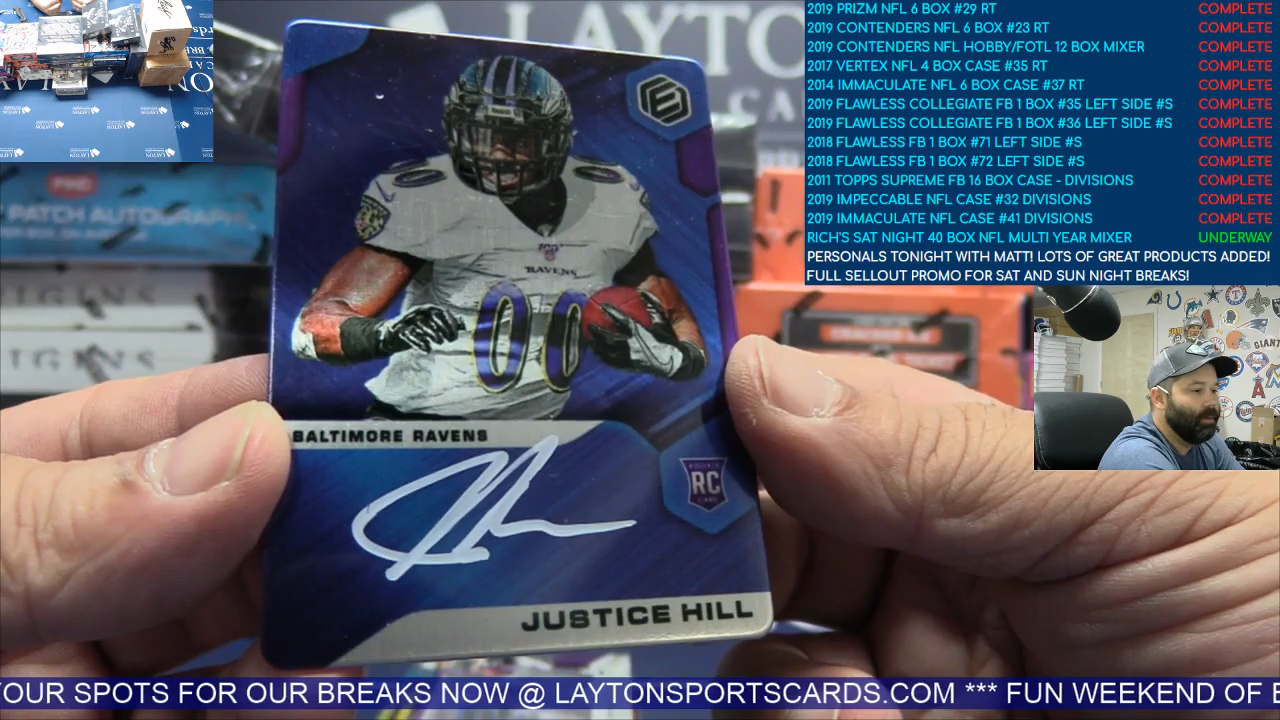 2019 PRIZM NFL 6 BOX #29 RT COMPLETE
2019 CONTENDERS NFL 6 BOX #23 RT COMPLETE
2019 CONTENDERS NFL HOBBY/FOTL 12 BOX MIXER COMPLETE
2017 VERTEX NFL 4 BOX CASE #35 RT COMPLETE
2014 IMMACULATE NFL 6 BOX CASE #37 RT COMPLETE
2019 FLAWLESS COLLEGIATE FB 1 BOX #35 LEFT SIDE #S COMPLETE
2019 FLAWLESS COLLEGIATE FB 1 BOX #36 LEFT SIDE #S COMPLETE
2018 FLAWLESS FB 1 BOX #71 LEFT SIDE #S COMPLETE
2018 FLAWLESS FB 1 BOX #72 LEFT SIDE #S COMPLETE
2011 TOPPS SUPREME FB 16 BOX CASE - DIVISIONS COMPLETE
2019 IMPECCABLE NFL CASE #32 DIVISIONS COMPLETE
2019 IMMACULATE NFL CASE #41 DIVISIONS COMPLETE
RICH'S SAT NIGHT 40 BOX NFL MULTI YEAR MIXER UNDERWAY
PERSONALS TONIGHT WITH MATT! LOTS OF GREAT PRODUCTS ADDED!
FULL SELLOUT PROMO FOR SAT AND SUN NIGHT BREAKS!
LAYTON
PATCH AUTOGRAPH
RAVENS
00
BALTIMORE RAVENS
ROOKIE
RC
CARD
JUSTICE HILL
YOUR SPOTS FOR OUR BREAKS NOW @ LAYTONSPORTSCARDS.COM *** FUN WEEKEND OF